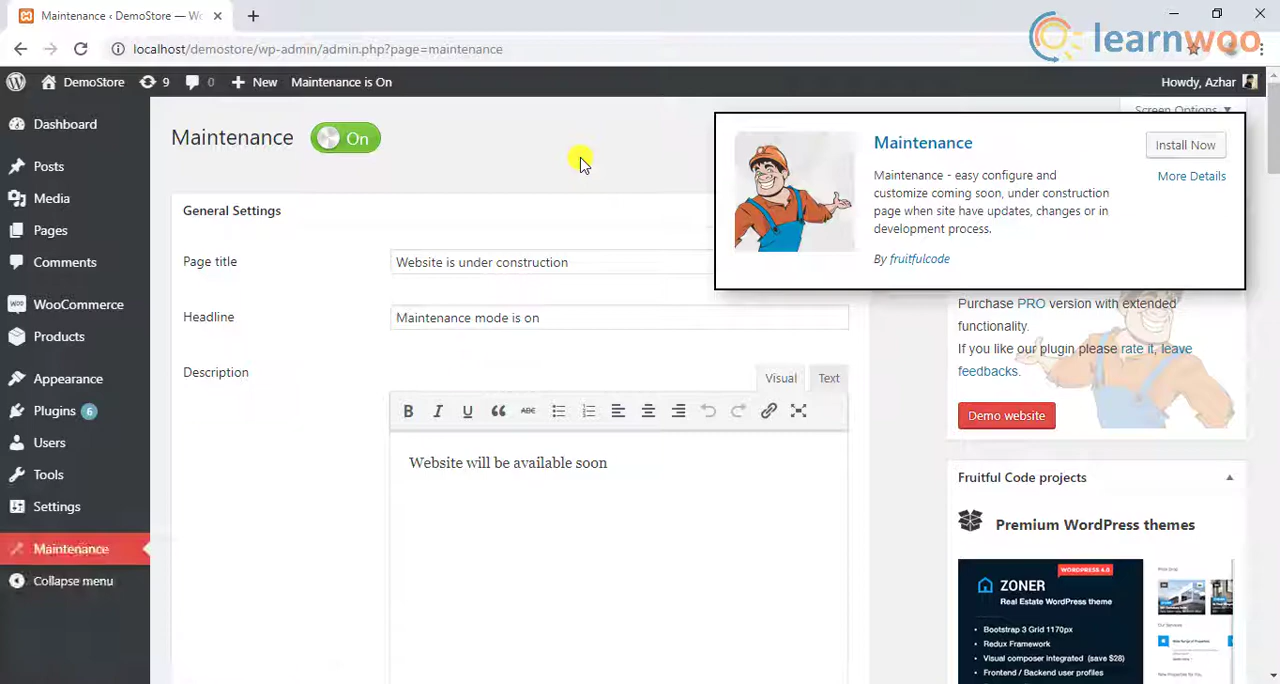 Maintenance ‹ DemoStore — Wo
localhost/demostore/wp-admin/admin.php?page=maintenance
learnwoo
DemoStore
9
0
New
Maintenance is On
Howdy, Azhar
Screen Options
Dashboard
Posts
Media
Pages
Comments
WooCommerce
Products
Appearance
Plugins 6
Users
Tools
Settings
Maintenance
Collapse menu
Maintenance On
General Settings
Page title
Website is under construction
Headline
Maintenance mode is on
Description
Visual
Text
B I U ABC
Website will be available soon
Maintenance
Install Now
More Details
Maintenance - easy configure and
customize coming soon, under construction
page when site have updates, changes or in
development process.
By fruitfulcode
Purchase PRO version with extended
functionality.
If you like our plugin please rate it, leave
feedbacks.
Demo website
Fruitful Code projects
Premium WordPress themes
WORDPRESS 4.0
ZONER
Real Estate WordPress theme
Bootstrap 3 Grid 1170px
Redux Framework
Visual composer integrated (save $28)
Frontend / Backend user profiles